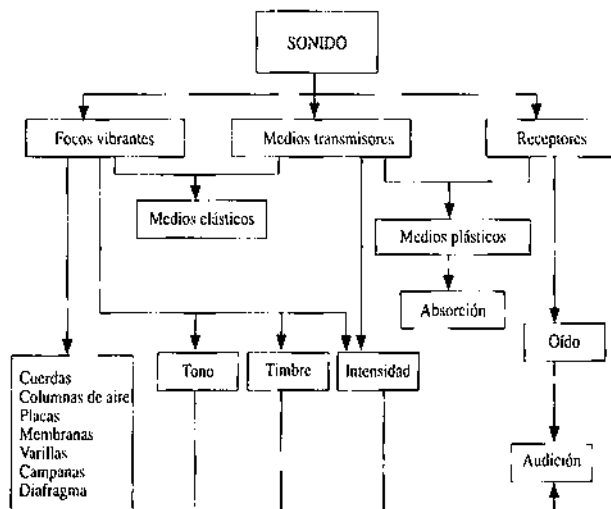 SONIDO
Focos vibrantes
Medios transmisores
Receptores
Medios elásticos
Medios plásticos
Absorción
Oído
Tono
Timbre
Intensidad
Cuerdas
Columnas de aire
Placas
Membranas
Varillas
Campanas
Diafragma
Audición